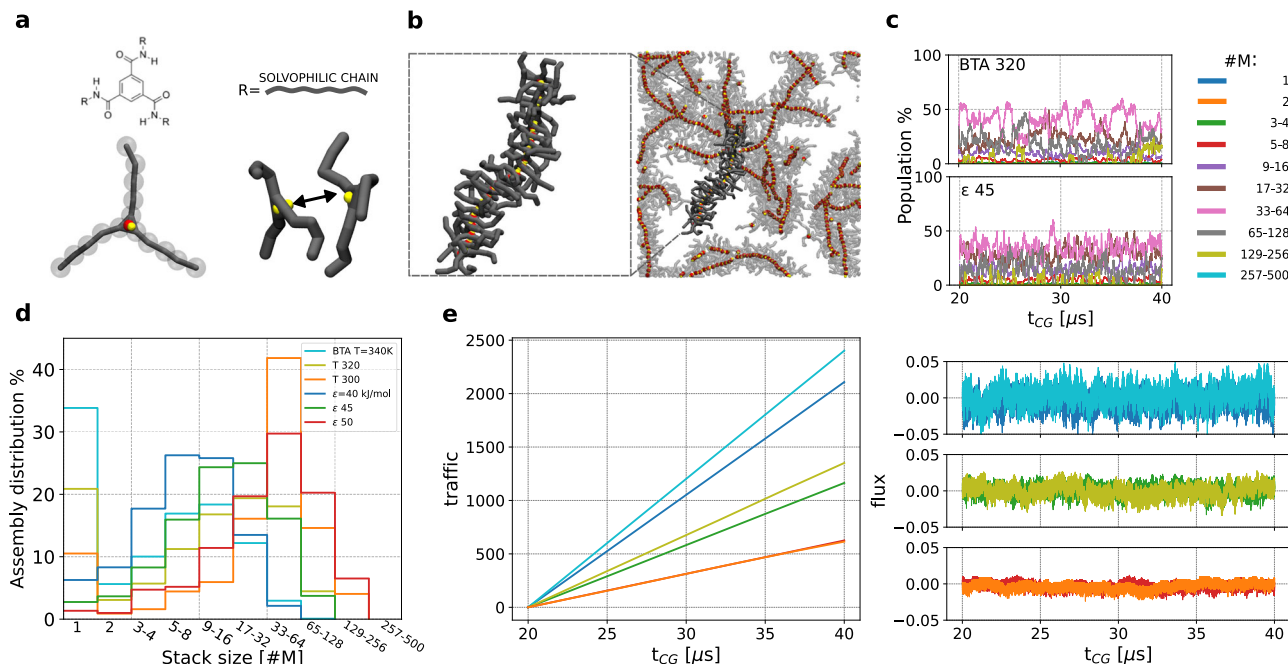 a
R
O
N-H
H
N
R
O
O
H
N
R
SOLVOPHILIC CHAIN
R=
b
c
Population %
100
50
0
BTA 320
100
50
0
ε 45
20
30
40
t_CG [μs]
#M:
1
2
3-4
5-8
9-16
17-32
33-64
65-128
129-256
257-500
d
Assembly distribution %
40
30
20
10
0
BTA T=340K
T 320
T 300
ε=40 kJ/mol
ε 45
ε 50
1
2
3-4
5-8
9-16
17-32
33-64
65-128
129-256
257-500
Stack size [#M]
e
traffic
2500
2000
1500
1000
500
0
20
25
30
35
40
t_CG [μs]
flux
0.05
0.00
−0.05
0.05
0.00
−0.05
0.05
0.00
−0.05
20
25
30
35
40
t_CG [μs]